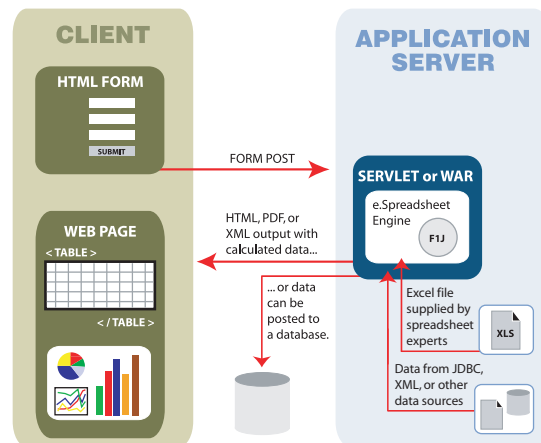 CLIENT
HTML FORM
SUBMIT
FORM POST
WEB PAGE
< TABLE >
< / TABLE >
HTML, PDF, or
XML output with
calculated data...
... or data
can be
posted to
a database.
APPLICATION
SERVER
SERVLET or WAR
e.Spreadsheet
Engine
F1J
Excel file
supplied by
spreadsheet
experts
XLS
Data from JDBC,
XML, or other
data sources